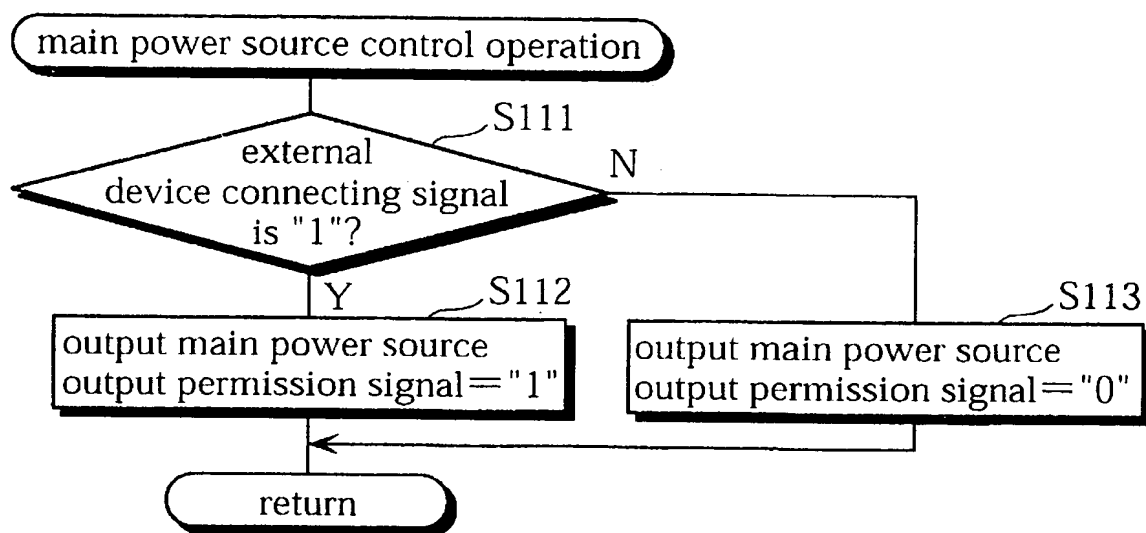 main power source control operation
S111
external
device connecting signal
is "1"?
N
Y
S112
output main power source
output permission signal="1"
S113
output main power source
output permission signal="0"
return